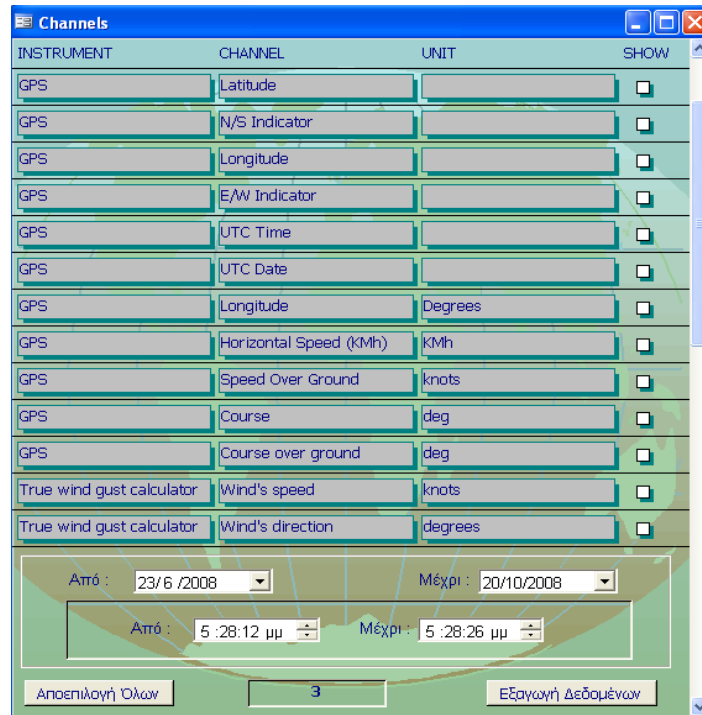 Channels
INSTRUMENT CHANNEL UNIT SHOW
GPS Latitude
GPS N/S Indicator
GPS Longitude
GPS E/W Indicator
GPS UTC Time
GPS UTC Date
GPS Longitude Degrees
GPS Horizontal Speed (KMh) KMh
GPS Speed Over Ground knots
GPS Course deg
GPS Course over ground deg
True wind gust calculator Wind's speed knots
True wind gust calculator Wind's direction degrees
Από : 23/ 6 /2008 Μέχρι : 20/10/2008
Από : 5 :28:12 μμ Μέχρι : 5 :28:26 μμ
Αποεπιλογή Όλων 3 Εξαγωγή Δεδομένων